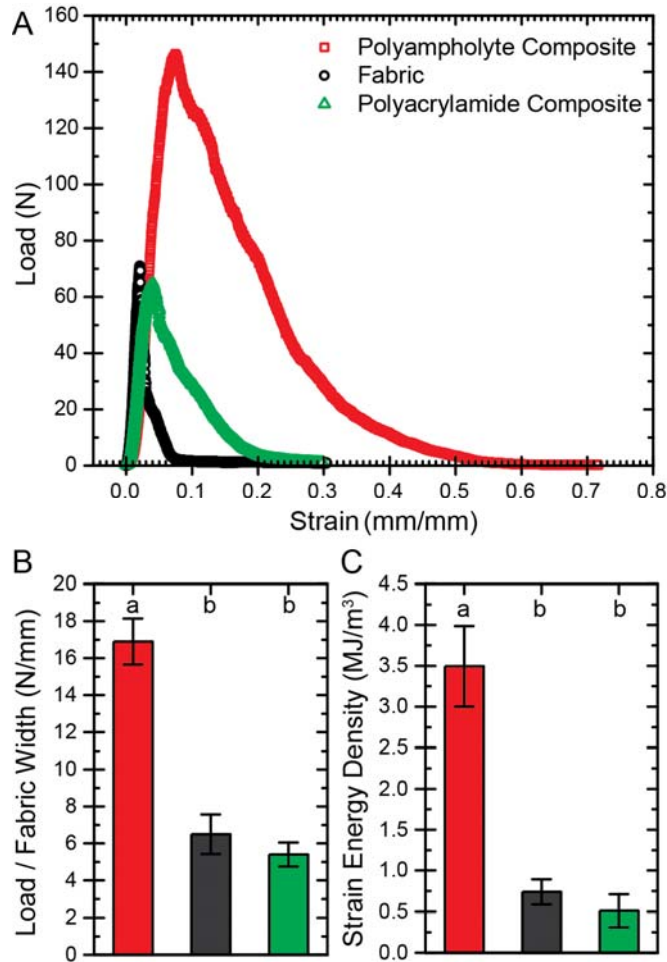 A
160
140
120
100
80
60
40
20
0
Load (N)
Polyampholyte Composite
Fabric
Polyacrylamide Composite
0.0 0.1 0.2 0.3 0.4 0.5 0.6 0.7 0.8
Strain (mm/mm)
B
20
18
16
14
12
10
8
6
4
2
0
Load / Fabric Width (N/mm)
a b b
C
4.5
4.0
3.5
3.0
2.5
2.0
1.5
1.0
0.5
0.0
Strain Energy Density (MJ/m³)
a b b